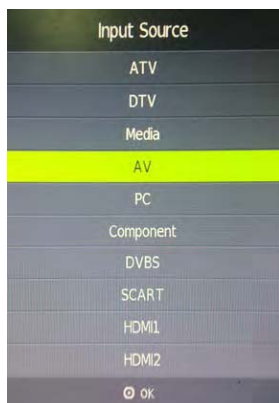 Input Source
ATV
DTV
Media
AV
PC
Component
DVBS
SCART
HDMI1
HDMI2
OK